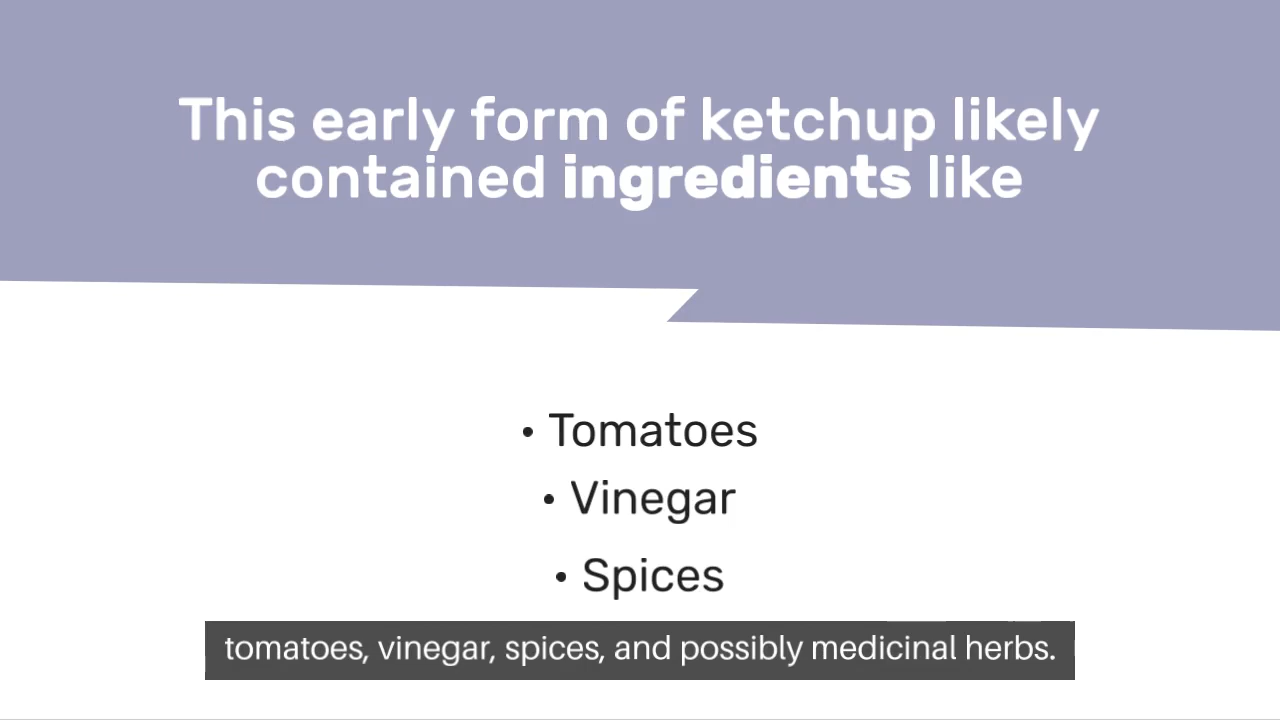 This early form of ketchup likely
contained ingredients like
• Tomatoes
• Vinegar
• Spices
tomatoes, vinegar, spices, and possibly medicinal herbs.